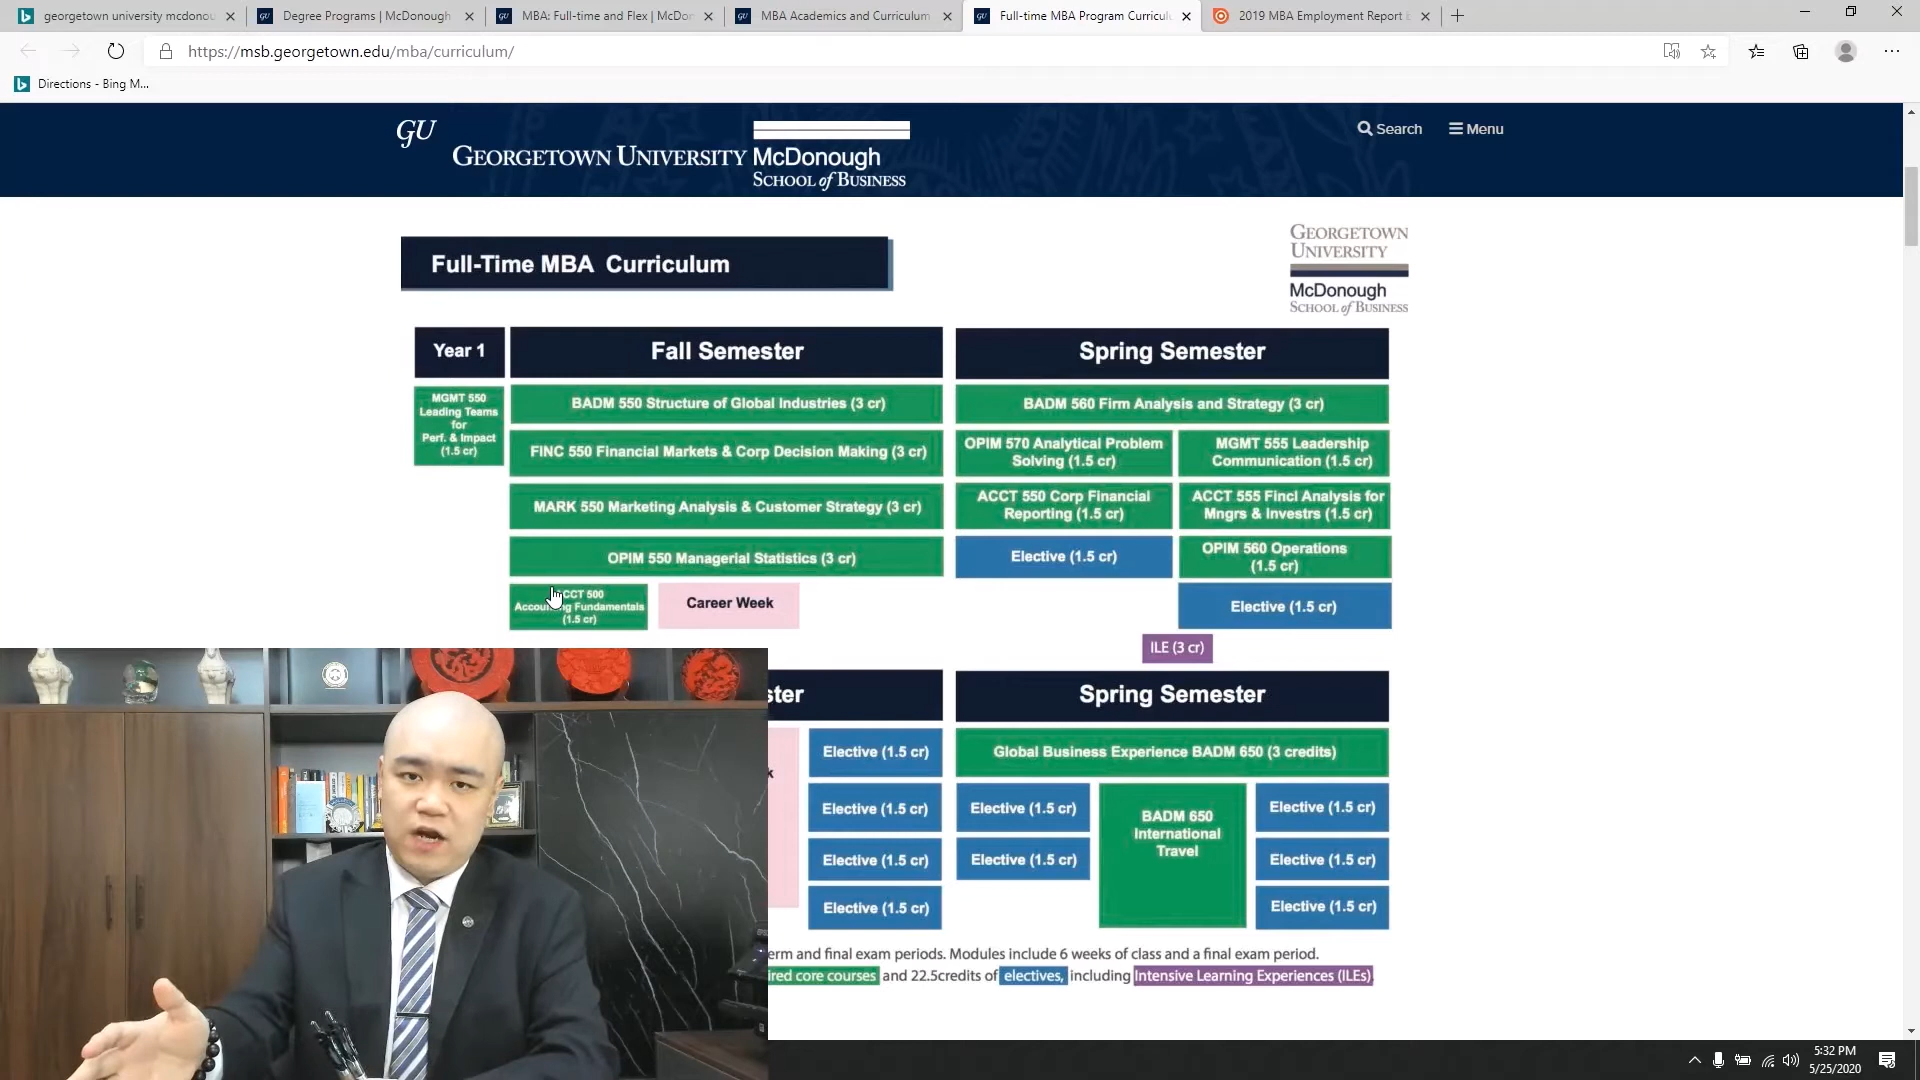 georgetown university mcdonou
Degree Programs | McDonough
MBA: Full-time and Flex | McDon
MBA Academics and Curriculum
Full-time MBA Program Curricul
2019 MBA Employment Report
https://msb.georgetown.edu/mba/curriculum/
Directions - Bing M...
GU
GEORGETOWN UNIVERSITY McDonough
SCHOOL of BUSINESS
Search
Menu
Full-Time MBA Curriculum
GEORGETOWN
UNIVERSITY
McDonough
SCHOOL of BUSINESS
Year 1
Fall Semester
Spring Semester
MGMT 550
Leading Teams
for
Perf. & Impact
(1.5 cr)
BADM 550 Structure of Global Industries (3 cr)
FINC 550 Financial Markets & Corp Decision Making (3 cr)
MARK 550 Marketing Analysis & Customer Strategy (3 cr)
OPIM 550 Managerial Statistics (3 cr)
CCT 500
Accounting Fundamentals
(1.5 cr)
Career Week
BADM 560 Firm Analysis and Strategy (3 cr)
OPIM 570 Analytical Problem
Solving (1.5 cr)
MGMT 555 Leadership
Communication (1.5 cr)
ACCT 550 Corp Financial
Reporting (1.5 cr)
ACCT 555 Fincl Analysis for
Mngrs & Investrs (1.5 cr)
Elective (1.5 cr)
OPIM 560 Operations
(1.5 cr)
Elective (1.5 cr)
ILE (3 cr)
ster
Spring Semester
k
Elective (1.5 cr)
Elective (1.5 cr)
Elective (1.5 cr)
Elective (1.5 cr)
Global Business Experience BADM 650 (3 credits)
Elective (1.5 cr)
Elective (1.5 cr)
BADM 650
International
Travel
Elective (1.5 cr)
Elective (1.5 cr)
Elective (1.5 cr)
erm and final exam periods. Modules include 6 weeks of class and a final exam period.
ired core courses and 22.5credits of electives, including Intensive Learning Experiences (ILEs)
5:32 PM
5/25/2020